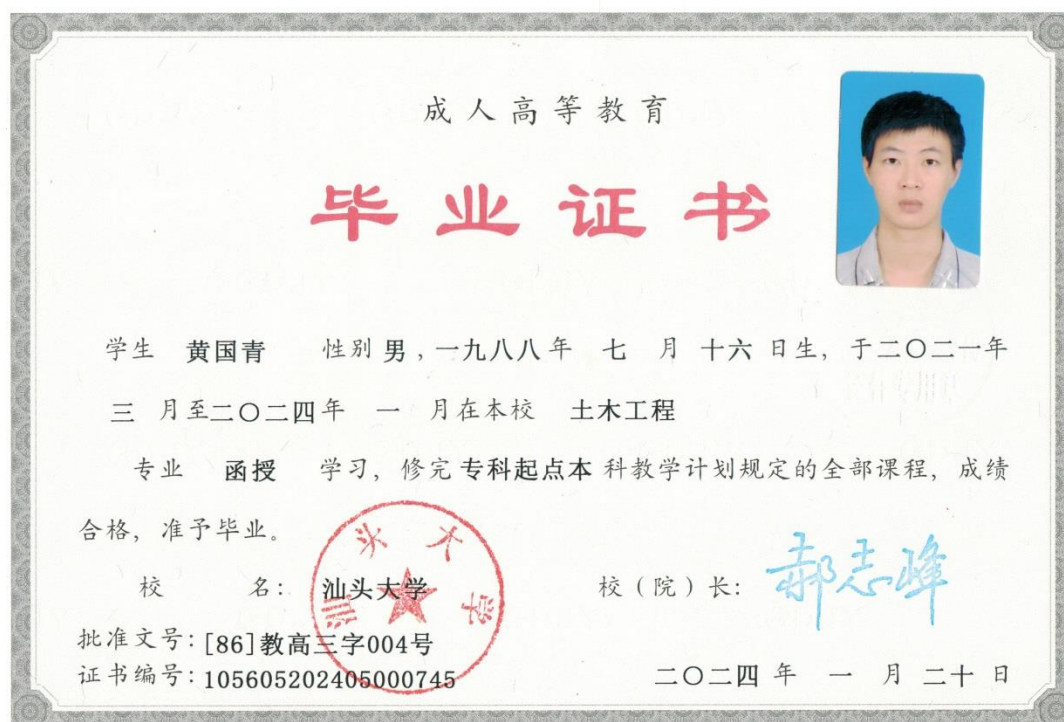 成人高等教育
毕业证书
学生 黄国青 性别 男 ,一九八八年 七 月 十六 日生, 于二〇二一年
三 月至二〇二四年 一 月在本校 土木工程
专业 函授 学习, 修完 专科起点本 科教学计划规定的全部课程, 成绩
合格, 准予毕业。
校 名: 汕头大学 校(院)长: 郝志峰
汕头大学
批准文号: [86]教高三字004号
证书编号: 105605202405000745
二〇二四 年 一 月 二十 日